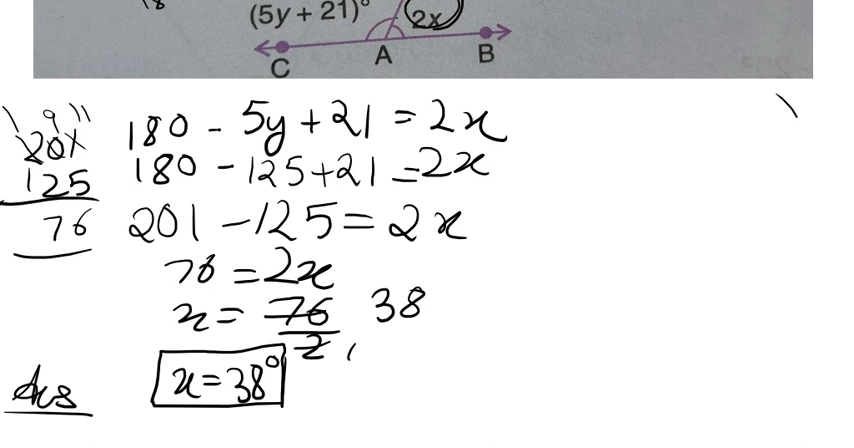 18
(5y + 21)°
2x
C
A
B
180 - 5y + 21 = 2x
201
180 - 125 + 21 = 2x
125
76
201 - 125 = 2x
76 = 2x
x = 76/2, 38
Ans
x = 38°